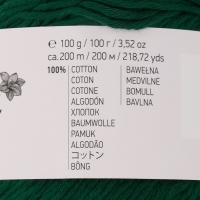 ℮ 100 g / 100 г / 3,52 oz
ca. 200 m / 200 м / 218,72 yds
100% COTTON BAWEŁNA
COTON MEDVILNE
COTONE BOMULL
ALGODÓN BAVLNA
ХЛОПОК
BAUMWOLLE
PAMUK
ALGODÃO
コットン
BÔNG